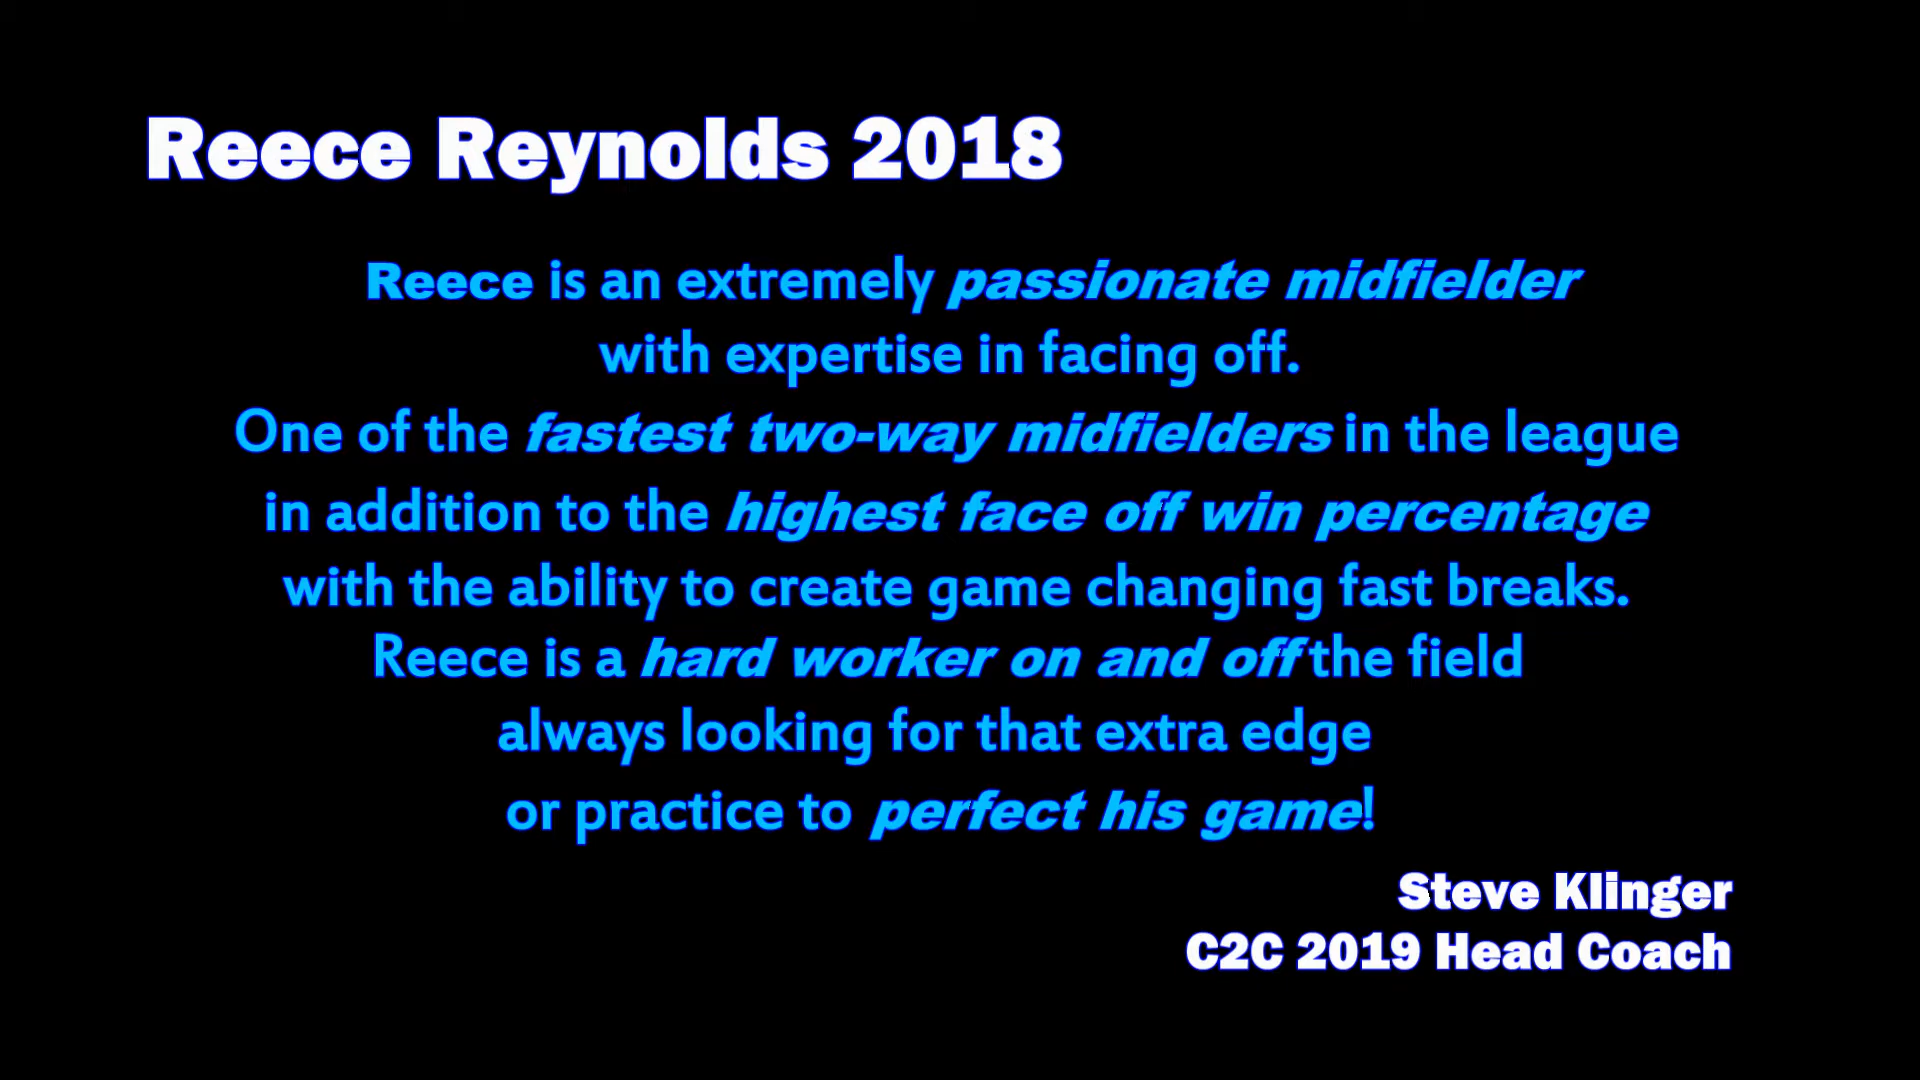 Reece Reynolds 2018
Reece is an extremely passionate midfielder
with expertise in facing off.
One of the fastest two-way midfielders in the league
in addition to the highest face off win percentage
with the ability to create game changing fast breaks.
Reece is a hard worker on and off the field
always looking for that extra edge
or practice to perfect his game!
Steve Klinger
C2C 2019 Head Coach